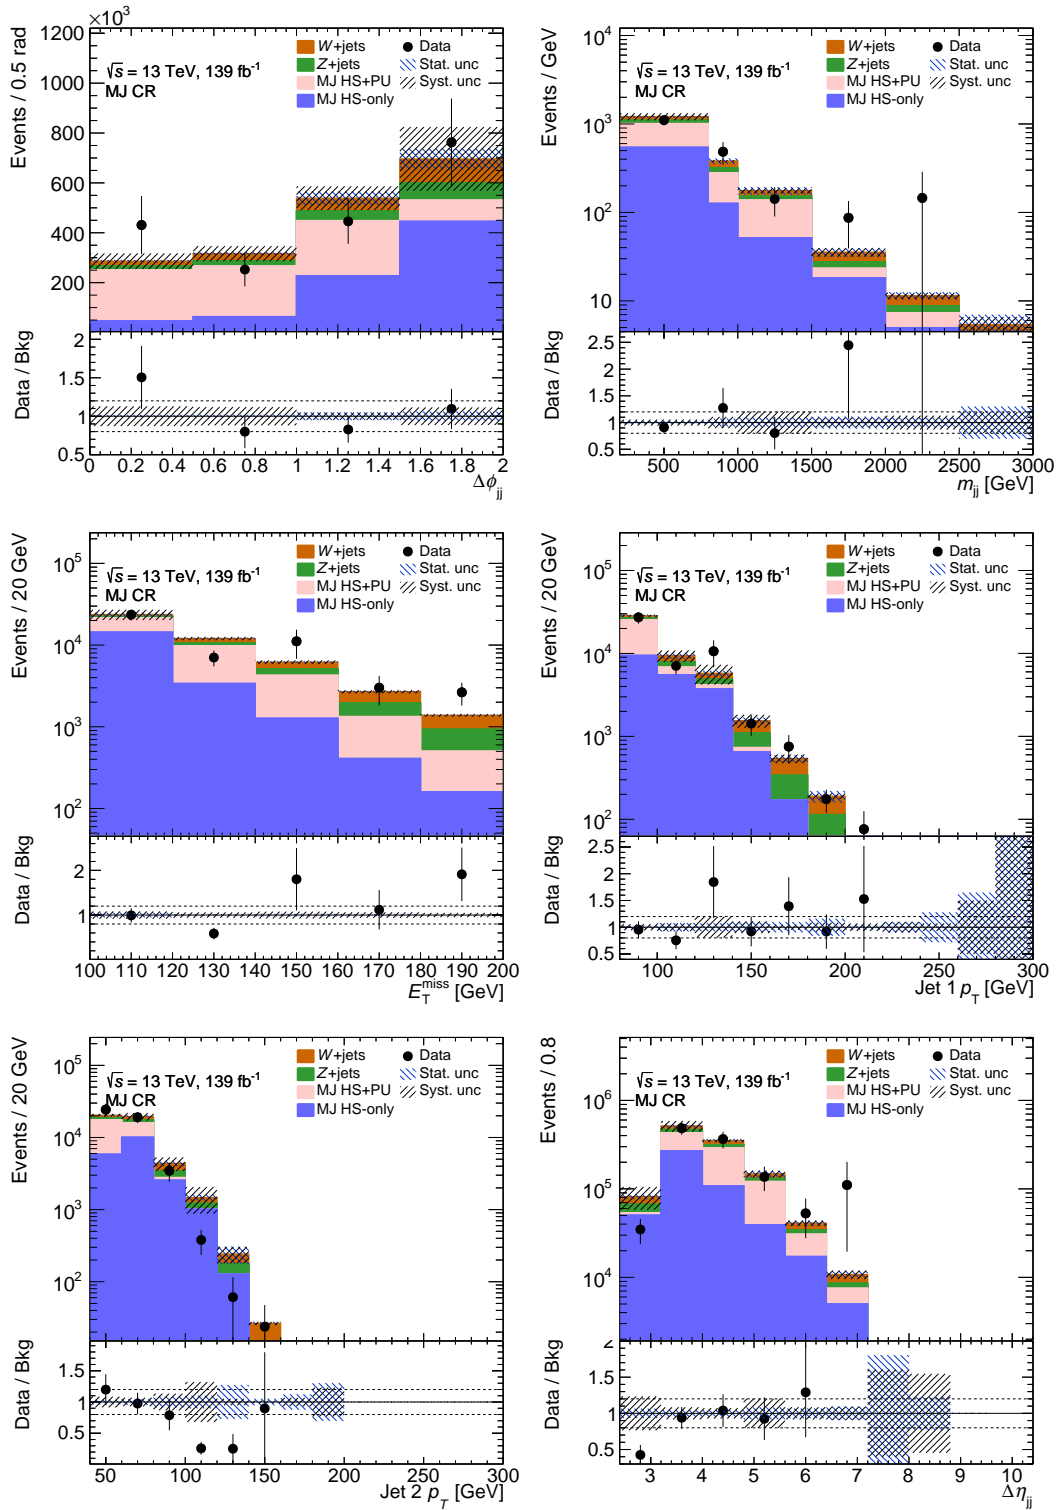 ×10³
Events / 0.5 rad
1200
1000
800
600
400
200
√s = 13 TeV, 139 fb⁻¹
MJ CR
W+jets
Z+jets
MJ HS+PU
MJ HS-only
Data
Stat. unc
Syst. unc
Data / Bkg
2
1.5
1
0.5
0 0.2 0.4 0.6 0.8 1 1.2 1.4 1.6 1.8 2
Δϕjj
Events / GeV
10⁴
10³
10²
10
√s = 13 TeV, 139 fb⁻¹
MJ CR
W+jets
Z+jets
MJ HS+PU
MJ HS-only
Data
Stat. unc
Syst. unc
Data / Bkg
2.5
2
1.5
1
0.5
500 1000 1500 2000 2500 3000
mjj [GeV]
Events / 20 GeV
10⁵
10⁴
10³
10²
√s = 13 TeV, 139 fb⁻¹
MJ CR
W+jets
Z+jets
MJ HS+PU
MJ HS-only
Data
Stat. unc
Syst. unc
Data / Bkg
2
1
100 110 120 130 140 150 160 170 180 190 200
E_T^miss [GeV]
Events / 20 GeV
10⁵
10⁴
10³
10²
√s = 13 TeV, 139 fb⁻¹
MJ CR
W+jets
Z+jets
MJ HS+PU
MJ HS-only
Data
Stat. unc
Syst. unc
Data / Bkg
2.5
2
1.5
1
0.5
100 150 200 250 300
Jet 1 p_T [GeV]
Events / 20 GeV
10⁵
10⁴
10³
10²
√s = 13 TeV, 139 fb⁻¹
MJ CR
W+jets
Z+jets
MJ HS+PU
MJ HS-only
Data
Stat. unc
Syst. unc
Data / Bkg
1.5
1
0.5
50 100 150 200 250 300
Jet 2 p_T [GeV]
Events / 0.8
10⁶
10⁵
10⁴
√s = 13 TeV, 139 fb⁻¹
MJ CR
W+jets
Z+jets
MJ HS+PU
MJ HS-only
Data
Stat. unc
Syst. unc
Data / Bkg
2
1.5
1
0.5
3 4 5 6 7 8 9 10
Δηjj